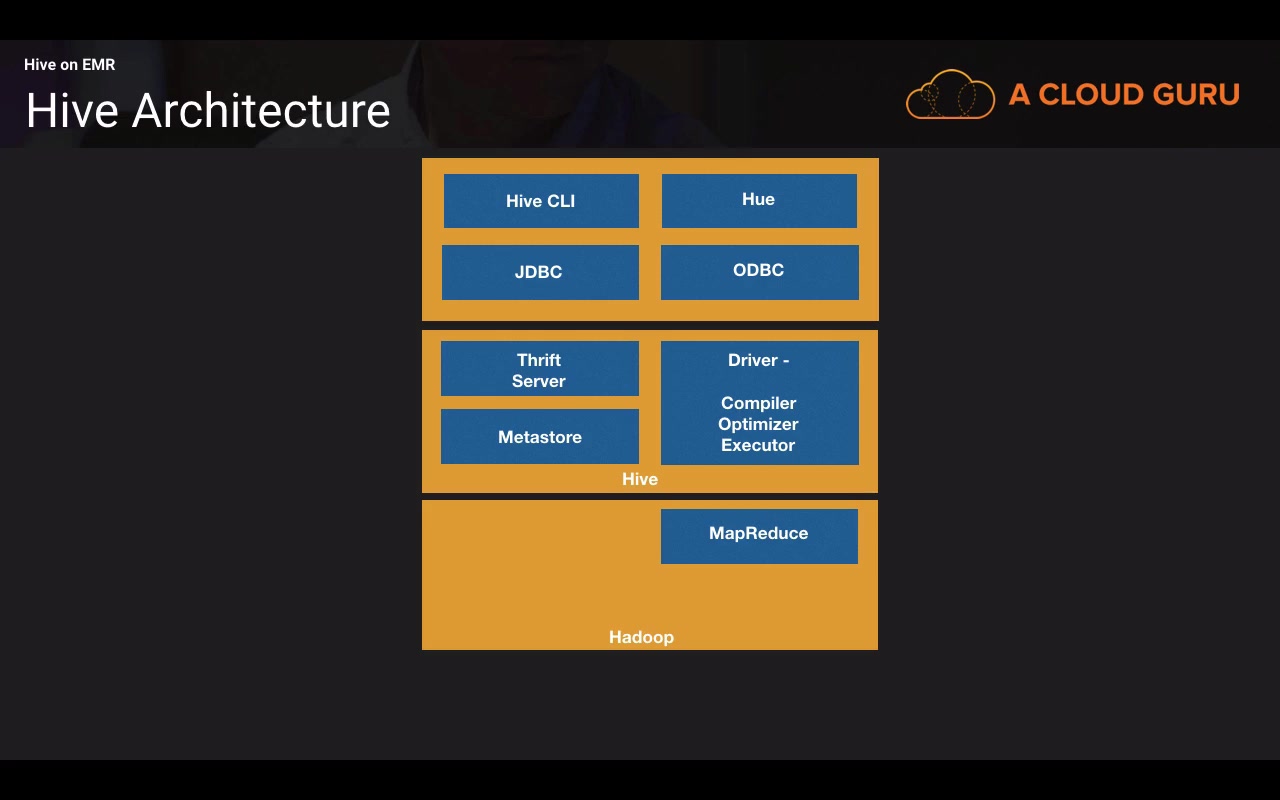 Hive on EMR
Hive Architecture
A CLOUD GURU
Hive CLI
Hue
JDBC
ODBC
Thrift
Server
Metastore
Driver -
Compiler
Optimizer
Executor
Hive
MapReduce
Hadoop